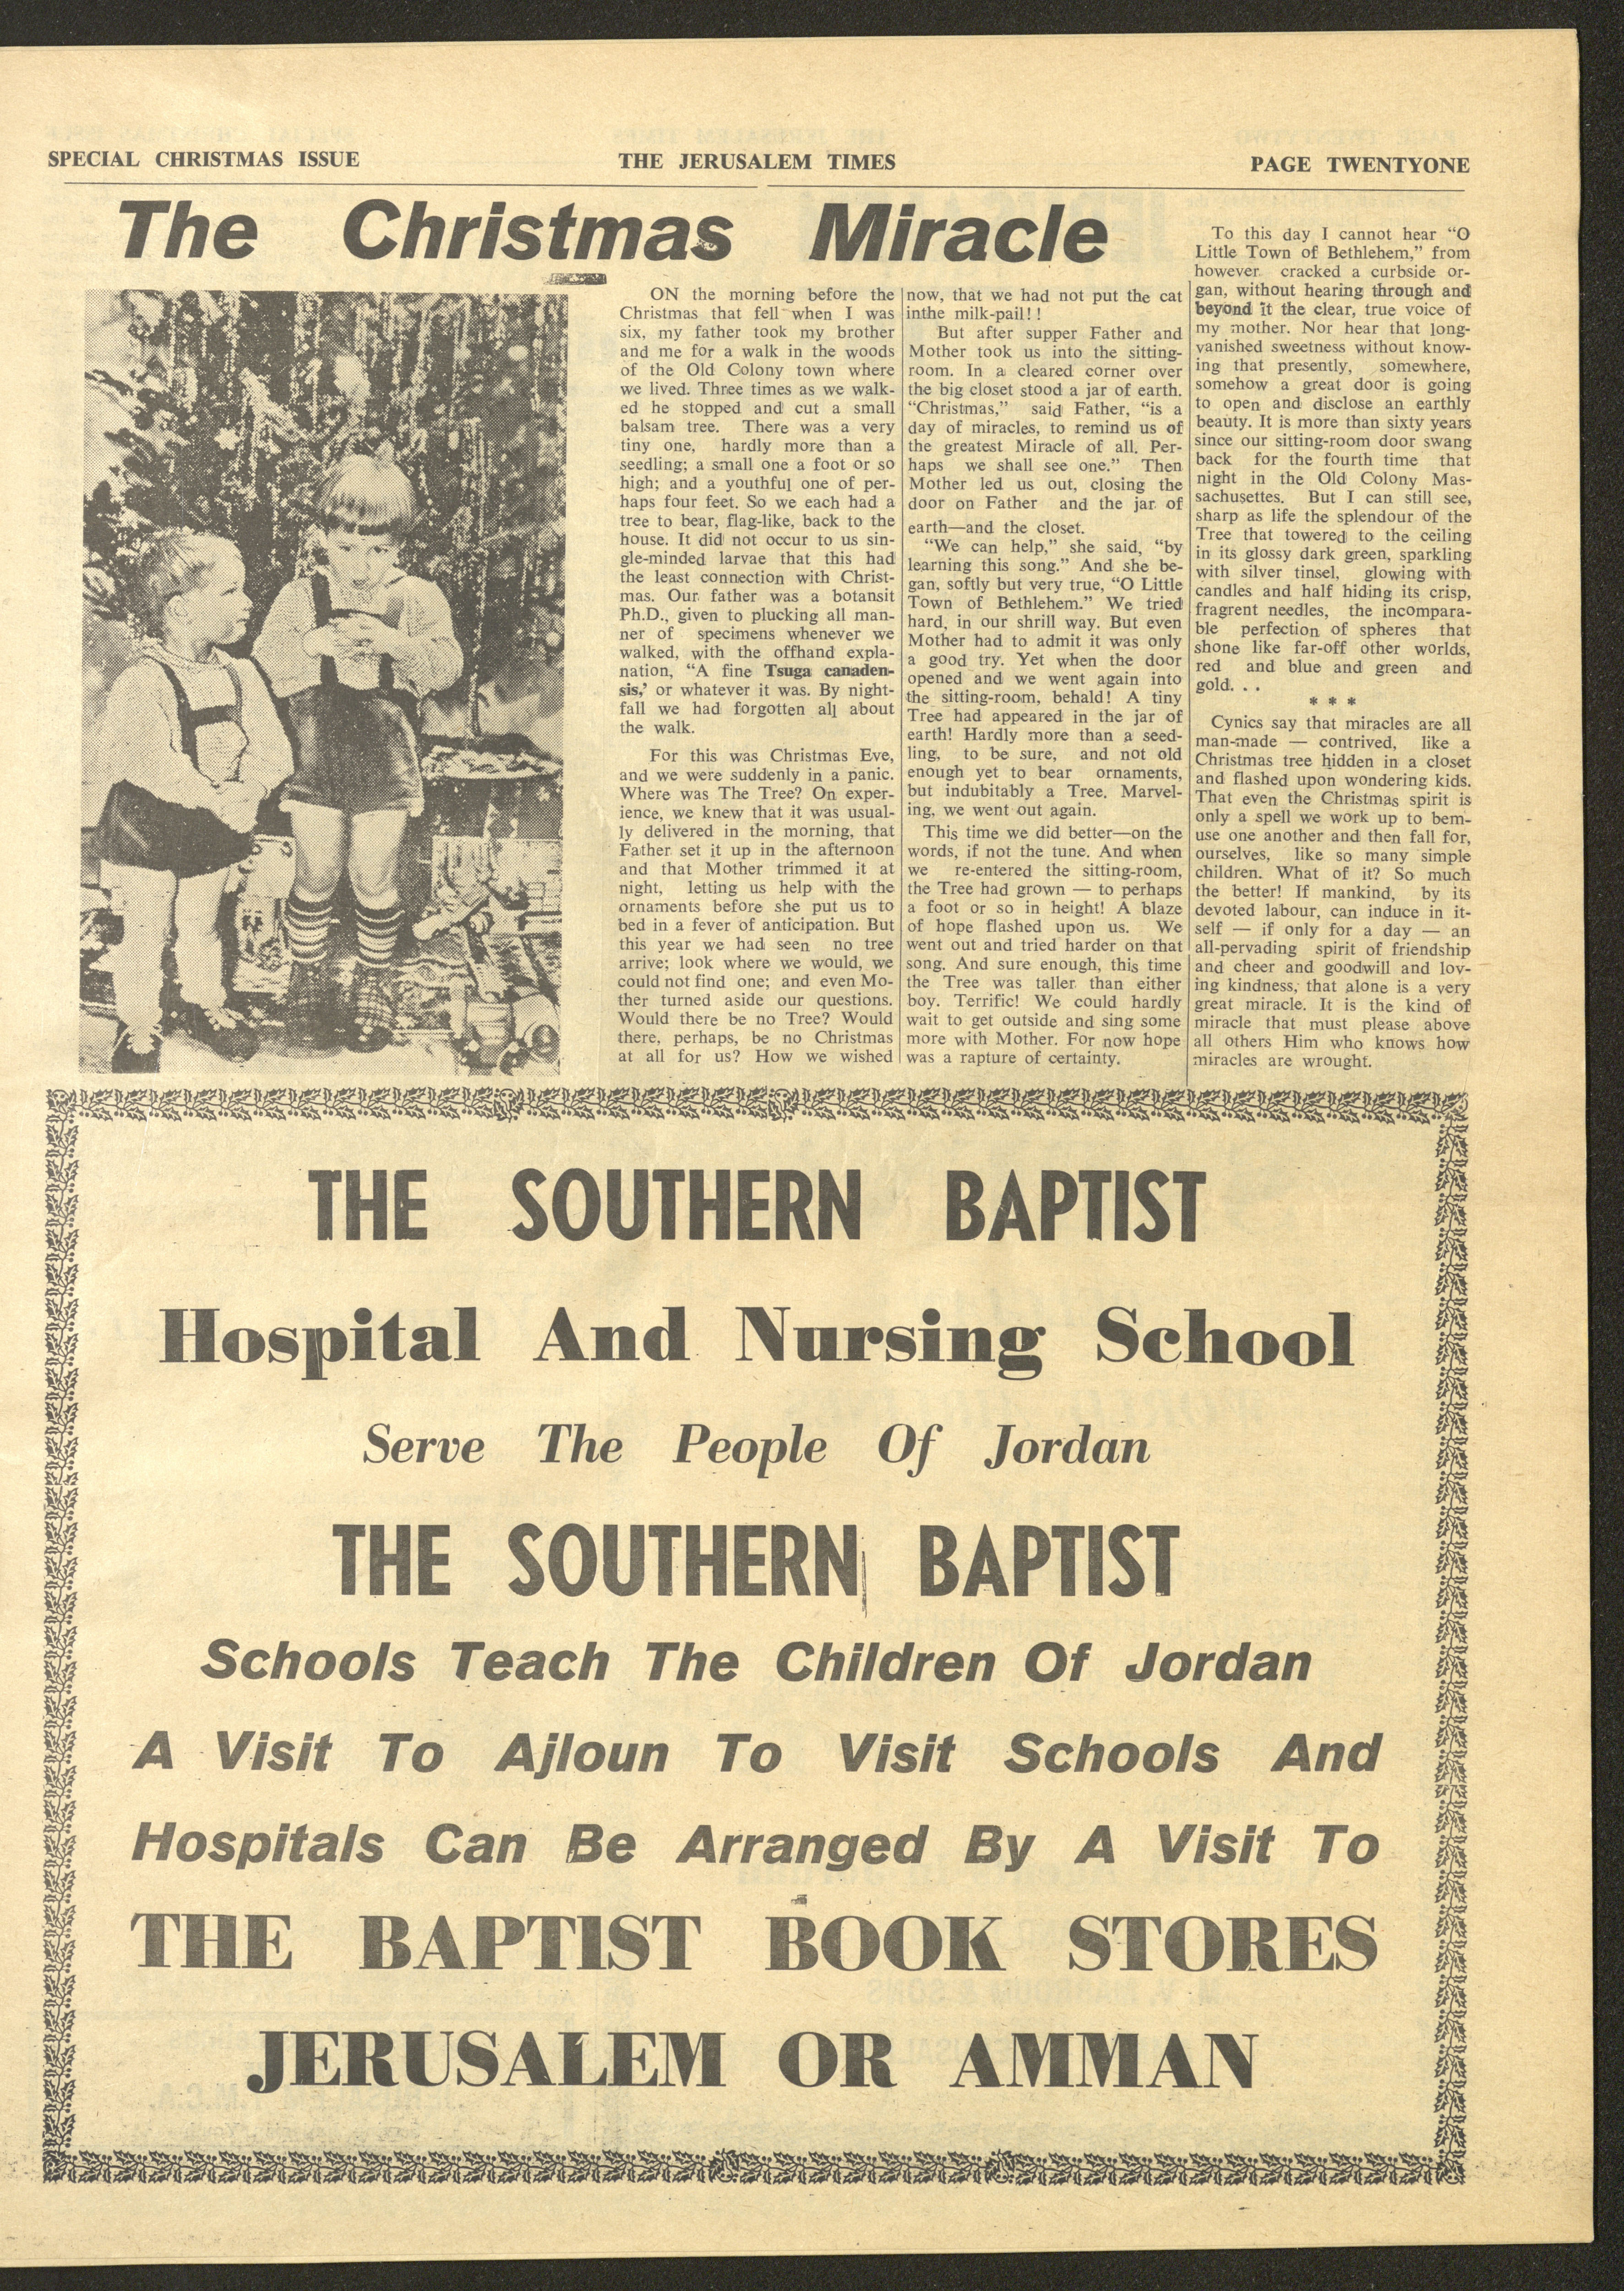 SPECIAL CHRISTMAS ISSUE
THE JERUSALEM TIMES
PAGE TWENTYONE
The Christmas Miracle
ON the morning before the
Christmas that fell when I was
six, my father took my brother
and me for a walk in the woods
of the Old Colony town where
we lived. Three times as we walk-
ed he stopped and cut a small
balsam tree. There was a very
tiny one, hardly more than a
seedling; a small one a foot or so
high; and a youthful one of per-
haps four feet. So we each had a
tree to bear, flag-like, back to the
house. It did not occur to us sin-
gle-minded larvae that this had
the least connection with Christ-
mas. Our father was a botansit
Ph.D., given to plucking all man-
ner of specimens whenever we
walked, with the offhand expla-
nation, “A fine Tsuga canaden-
sis,’ or whatever it was. By night-
fall we had forgotten all about
the walk.
For this was Christmas Eve,
and we were suddenly in a panic.
Where was The Tree? On exper-
ience, we knew that it was usual-
ly delivered in the morning, that
Father set it up in the afternoon
and that Mother trimmed it at
night, letting us help with the
ornaments before she put us to
bed in a fever of anticipation. But
this year we had seen no tree
arrive; look where we would, we
could not find one; and even Mo-
ther turned aside our questions.
Would there be no Tree? Would
there, perhaps, be no Christmas
at all for us? How we wished
now, that we had not put the cat
inthe milk-pail!!
But after supper Father and
Mother took us into the sitting-
room. In a cleared corner over
the big closet stood a jar of earth.
“Christmas,” said Father, “is a
day of miracles, to remind us of
the greatest Miracle of all. Per-
haps we shall see one.” Then
Mother led us out, closing the
door on Father and the jar of
earth—and the closet.
“We can help,” she said, “by
learning this song.” And she be-
gan, softly but very true, “O Little
Town of Bethlehem.” We tried
hard, in our shrill way. But even
Mother had to admit it was only
a good try. Yet when the door
opened and we went again into
the sitting-room, behald! A tiny
Tree had appeared in the jar of
earth! Hardly more than a seed-
ling, to be sure, and not old
enough yet to bear ornaments,
but indubitably a Tree. Marvel-
ing, we went out again.
This time we did better—on the
words, if not the tune. And when
we re-entered the sitting-room,
the Tree had grown — to perhaps
a foot or so in height! A blaze
of hope flashed upon us. We
went out and tried harder on that
song. And sure enough, this time
the Tree was taller than either
boy. Terrific! We could hardly
wait to get outside and sing some
more with Mother. For now hope
was a rapture of certainty.
To this day I cannot hear “O
Little Town of Bethlehem,” from
however cracked a curbside or-
gan, without hearing through and
beyond it the clear, true voice of
my mother. Nor hear that long-
vanished sweetness without know-
ing that presently, somewhere,
somehow a great door is going
to open and disclose an earthly
beauty. It is more than sixty years
since our sitting-room door swang
back for the fourth time that
night in the Old Colony Mas-
sachusettes. But I can still see,
sharp as life the splendour of the
Tree that towered to the ceiling
in its glossy dark green, sparkling
with silver tinsel, glowing with
candles and half hiding its crisp,
fragrent needles, the incompara-
ble perfection of spheres that
shone like far-off other worlds,
red and blue and green and
gold. . .
* * *
Cynics say that miracles are all
man-made — contrived, like a
Christmas tree hidden in a closet
and flashed upon wondering kids.
That even the Christmas spirit is
only a spell we work up to bem-
use one another and then fall for,
ourselves, like so many simple
children. What of it? So much
the better! If mankind, by its
devoted labour, can induce in it-
self — if only for a day — an
all-pervading spirit of friendship
and cheer and goodwill and lov-
ing kindness, that alone is a very
great miracle. It is the kind of
miracle that must please above
all others Him who knows how
miracles are wrought.
THE SOUTHERN BAPTIST
Hospital And Nursing School
Serve The People Of Jordan
THE SOUTHERN BAPTIST
Schools Teach The Children Of Jordan
A Visit To Ajloun To Visit Schools And
Hospitals Can Be Arranged By A Visit To
THE BAPTIST BOOK STORES
JERUSALEM OR AMMAN